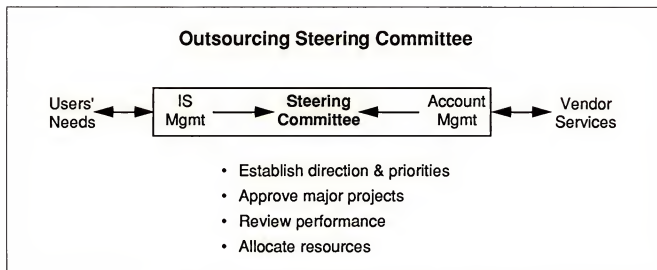 Outsourcing Steering Committee
Users' Needs
IS Mgmt
Steering Committee
Account Mgmt
Vendor Services
• Establish direction & priorities
• Approve major projects
• Review performance
• Allocate resources